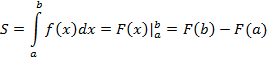 S = ∫_a^b f(x)dx = F(x)|_a^b = F(b) − F(a)